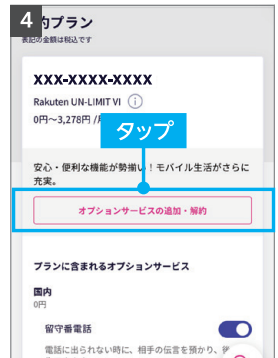 4
約プラン
表記の金額は税込です
XXX-XXXX-XXXX
Rakuten UN-LIMIT VI ⓘ
0円～3,278円 /
タップ
安心・便利な機能が勢揃い！モバイル生活がさらに
充実。
オプションサービスの追加・解約
プランに含まれるオプションサービス
国内
0円
留守番電話
電話に出られない時に、相手の伝言を預かり、